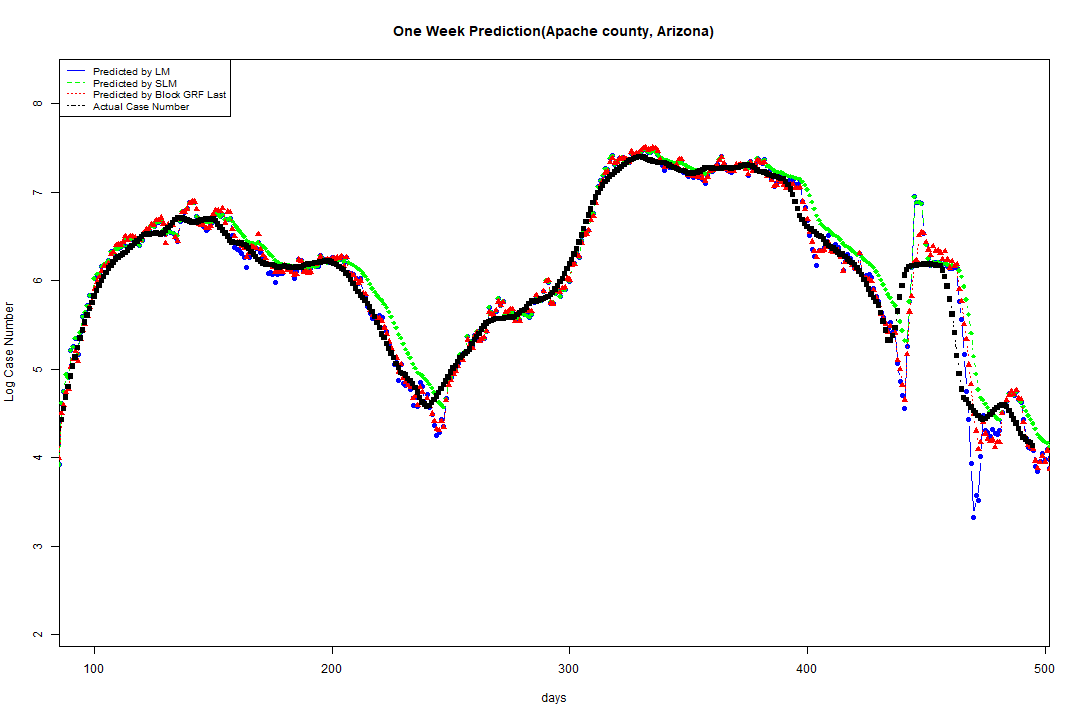 One Week Prediction(Apache county, Arizona)
Predicted by LM
Predicted by SLM
Predicted by Block GRF Last
Actual Case Number
8
7
6
5
4
3
2
Log Case Number
100 200 300 400 500
days